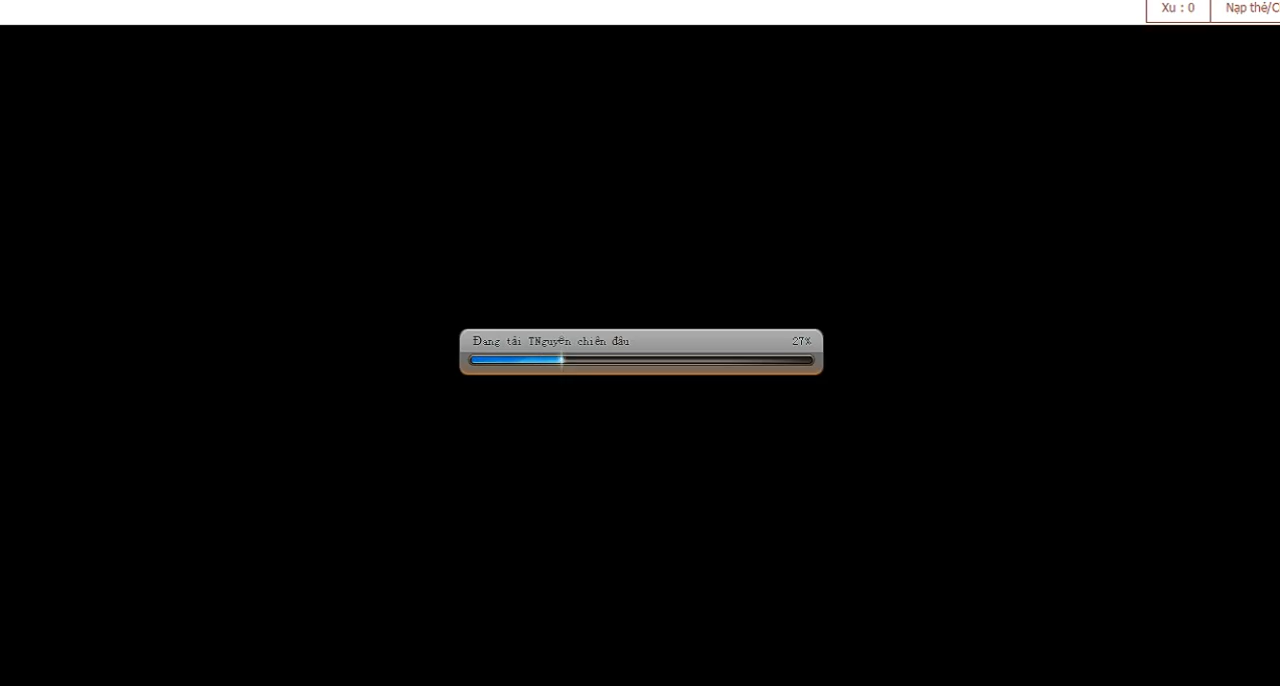 Xu : 0
Nạp thẻ/C
Đang tải TNguyên chiến đấu
27%